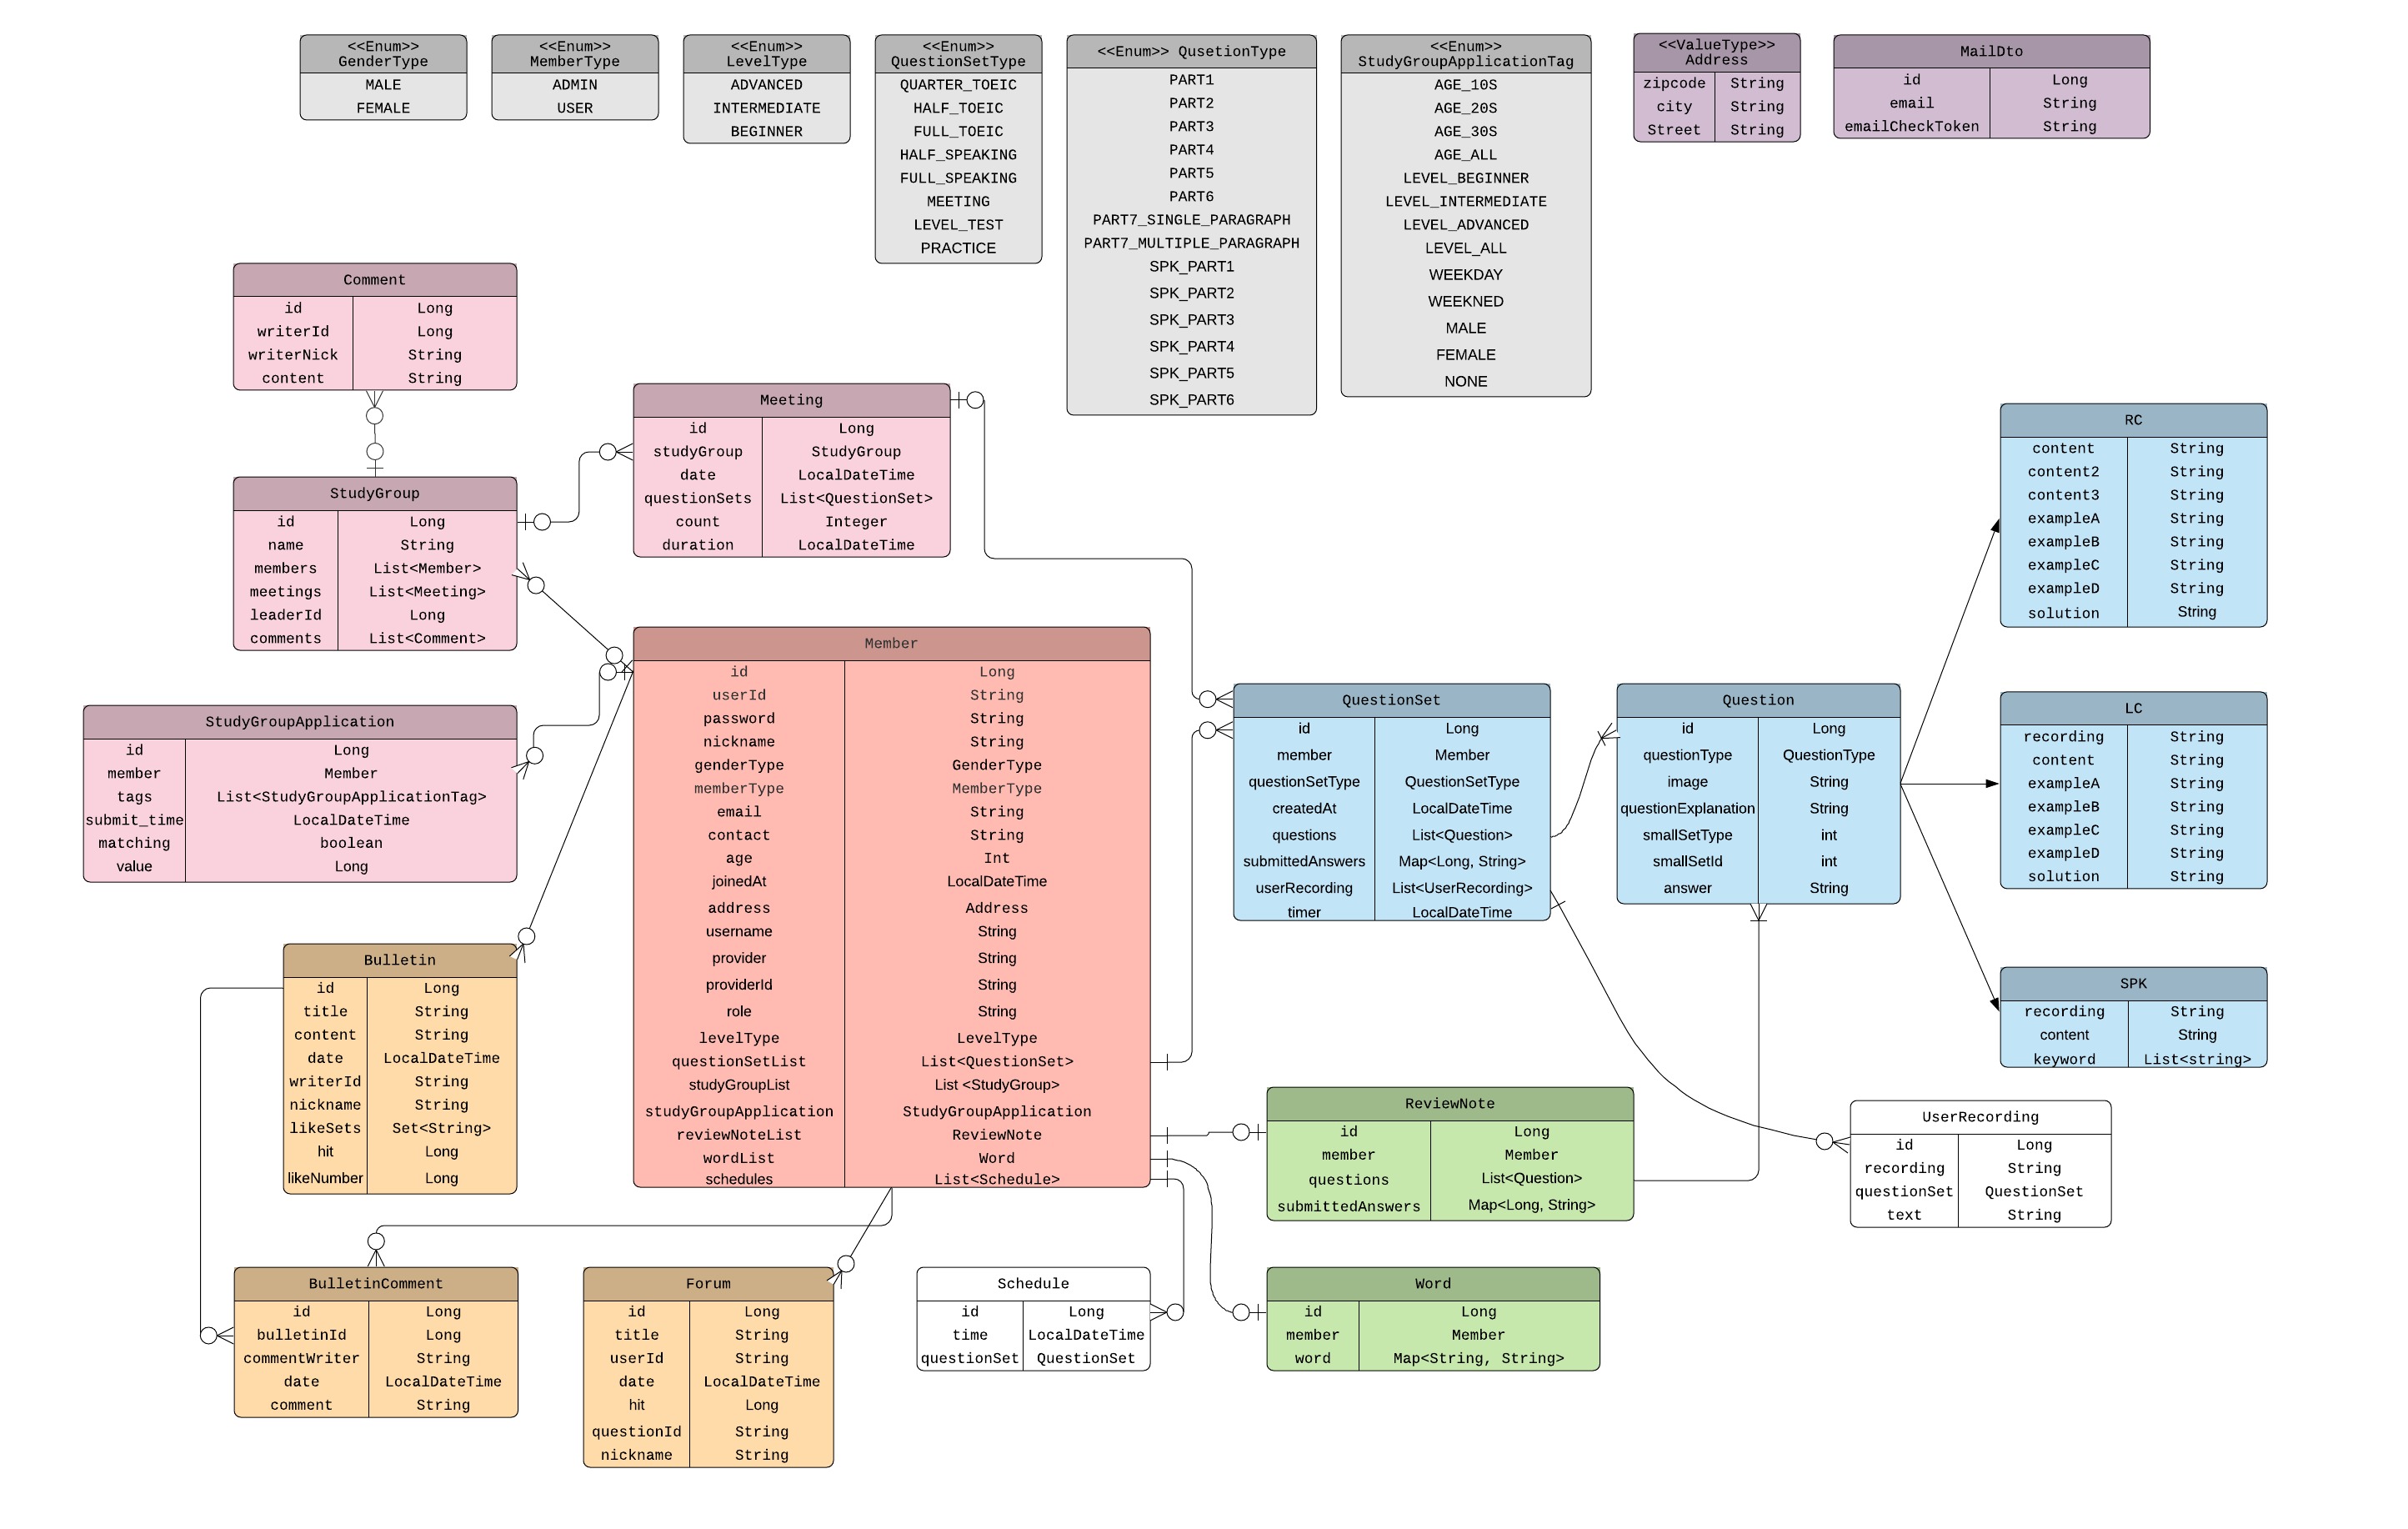 <<Enum>>
GenderType
MALE
FEMALE
<<Enum>>
MemberType
ADMIN
USER
<<Enum>>
LevelType
ADVANCED
INTERMEDIATE
BEGINNER
<<Enum>>
QuestionSetType
QUARTER_TOEIC
HALF_TOEIC
FULL_TOEIC
HALF_SPEAKING
FULL_SPEAKING
MEETING
LEVEL_TEST
PRACTICE
<<Enum>> QusetionType
PART1
PART2
PART3
PART4
PART5
PART6
PART7_SINGLE_PARAGRAPH
PART7_MULTIPLE_PARAGRAPH
SPK_PART1
SPK_PART2
SPK_PART3
SPK_PART4
SPK_PART5
SPK_PART6
<<Enum>>
StudyGroupApplicationTag
AGE_10S
AGE_20S
AGE_30S
AGE_ALL
LEVEL_BEGINNER
LEVEL_INTERMEDIATE
LEVEL_ADVANCED
LEVEL_ALL
WEEKDAY
WEEKNED
MALE
FEMALE
NONE
<<ValueType>>
Address
zipcode String
city String
Street String
MailDto
id Long
email String
emailCheckToken String
Comment
id Long
writerId Long
writerNick String
content String
Meeting
id Long
studyGroup StudyGroup
date LocalDateTime
questionSets List<QuestionSet>
count Integer
duration LocalDateTime
StudyGroup
id Long
name String
members List<Member>
meetings List<Meeting>
leaderId Long
comments List<Comment>
StudyGroupApplication
id Long
member Member
tags List<StudyGroupApplicationTag>
submit_time LocalDateTime
matching boolean
value Long
Member
id Long
userId String
password String
nickname String
genderType GenderType
memberType MemberType
email String
contact String
age Int
joinedAt LocalDateTime
address Address
username String
provider String
providerId String
role String
levelType LevelType
questionSetList List<QuestionSet>
studyGroupList List <StudyGroup>
studyGroupApplication StudyGroupApplication
reviewNoteList ReviewNote
wordList Word
schedules List<Schedule>
QuestionSet
id Long
member Member
questionSetType QuestionSetType
createdAt LocalDateTime
questions List<Question>
submittedAnswers Map<Long, String>
userRecording List<UserRecording>
timer LocalDateTime
Question
id Long
questionType QuestionType
image String
questionExplanation String
smallSetType int
smallSetId int
answer String
RC
content String
content2 String
content3 String
exampleA String
exampleB String
exampleC String
exampleD String
solution String
LC
recording String
content String
exampleA String
exampleB String
exampleC String
exampleD String
solution String
SPK
recording String
content String
keyword List<string>
Bulletin
id Long
title String
content String
date LocalDateTime
writerId String
nickname String
likeSets Set<String>
hit Long
likeNumber Long
ReviewNote
id Long
member Member
questions List<Question>
submittedAnswers Map<Long, String>
UserRecording
id Long
recording String
questionSet QuestionSet
text String
BulletinComment
id Long
bulletinId Long
commentWriter String
date LocalDateTime
comment String
Forum
id Long
title String
userId String
date LocalDateTime
hit Long
questionId String
nickname String
Schedule
id Long
time LocalDateTime
questionSet QuestionSet
Word
id Long
member Member
word Map<String, String>